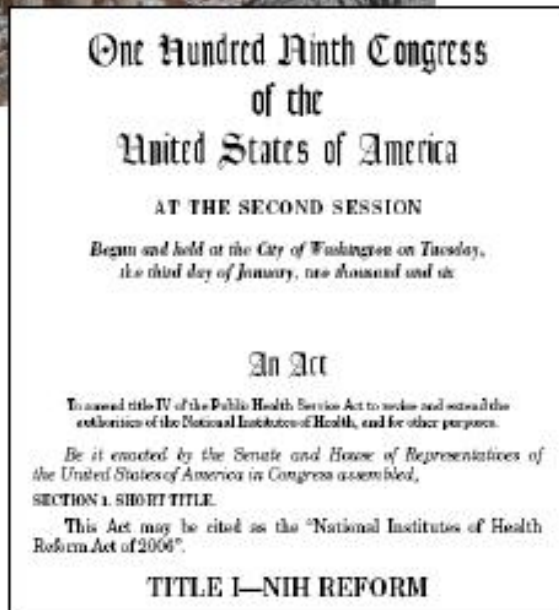 One Hundred Ninth Congress
of the
United States of America
AT THE SECOND SESSION
Begun and held at the City of Washington on Tuesday,
the third day of January, two thousand and six
An Act
To amend title IV of the Public Health Service Act to revise and extend the
authorities of the National Institutes of Health, and for other purposes.
Be it enacted by the Senate and House of Representatives of
the United States of America in Congress assembled,
SECTION 1. SHORT TITLE.
This Act may be cited as the “National Institutes of Health
Reform Act of 2006”.
TITLE I—NIH REFORM